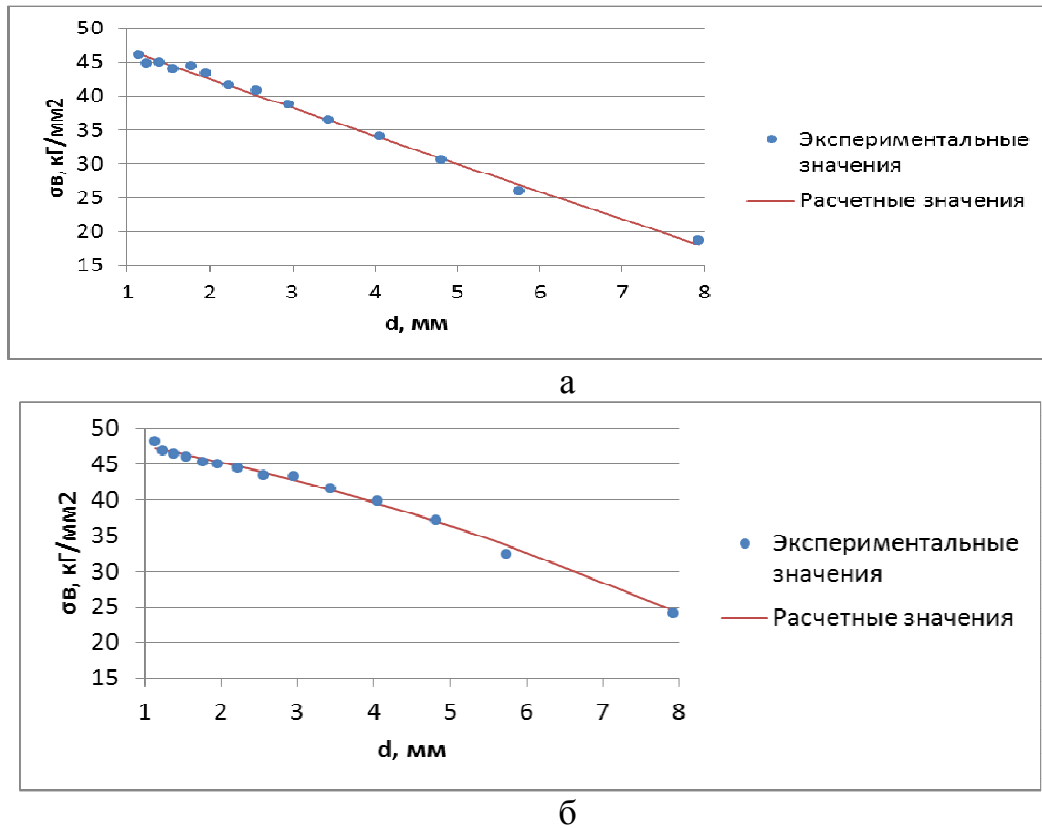 50
45
40
35
30
25
20
15
σв, кГ/мм2
1 2 3 4 5 6 7 8
d, мм
Экспериментальные
значения
Расчетные значения
а
50
45
40
35
30
25
20
15
σв, кГ/мм2
1 2 3 4 5 6 7 8
d, мм
Экспериментальные
значения
Расчетные значения
б